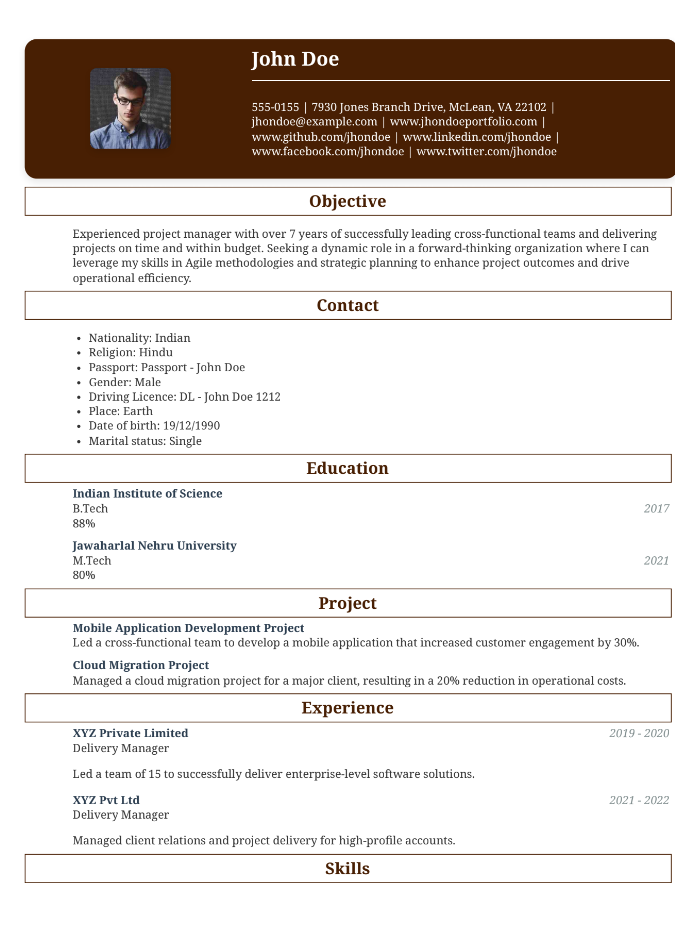 John Doe
555-0155 | 7930 Jones Branch Drive, McLean, VA 22102 |
jhondoe@example.com | www.jhondoeportfolio.com |
www.github.com/jhondoe | www.linkedin.com/jhondoe |
www.facebook.com/jhondoe | www.twitter.com/jhondoe
Objective
Experienced project manager with over 7 years of successfully leading cross-functional teams and delivering
projects on time and within budget. Seeking a dynamic role in a forward-thinking organization where I can
leverage my skills in Agile methodologies and strategic planning to enhance project outcomes and drive
operational efficiency.
Contact
• Nationality: Indian
• Religion: Hindu
• Passport: Passport - John Doe
• Gender: Male
• Driving Licence: DL - John Doe 1212
• Place: Earth
• Date of birth: 19/12/1990
• Marital status: Single
Education
Indian Institute of Science
B.Tech 2017
88%
Jawaharlal Nehru University
M.Tech 2021
80%
Project
Mobile Application Development Project
Led a cross-functional team to develop a mobile application that increased customer engagement by 30%.
Cloud Migration Project
Managed a cloud migration project for a major client, resulting in a 20% reduction in operational costs.
Experience
XYZ Private Limited 2019 - 2020
Delivery Manager
Led a team of 15 to successfully deliver enterprise-level software solutions.
XYZ Pvt Ltd 2021 - 2022
Delivery Manager
Managed client relations and project delivery for high-profile accounts.
Skills